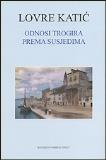 LOVRE KATIĆ
ODNOSI TROGIRA
PREMA SUSJEDIMA